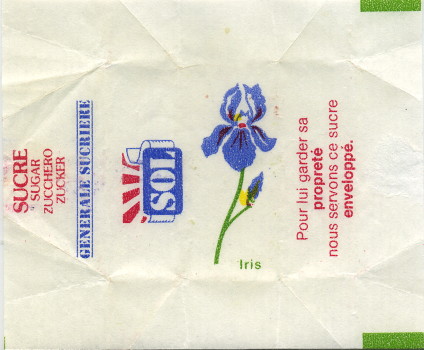 SUCRE
SUGAR
ZUCCHERO
ZUCKER
GENERALE SUCRIERE
SOL
Iris
Pour lui garder sa
propreté
nous servons ce sucre
enveloppé.